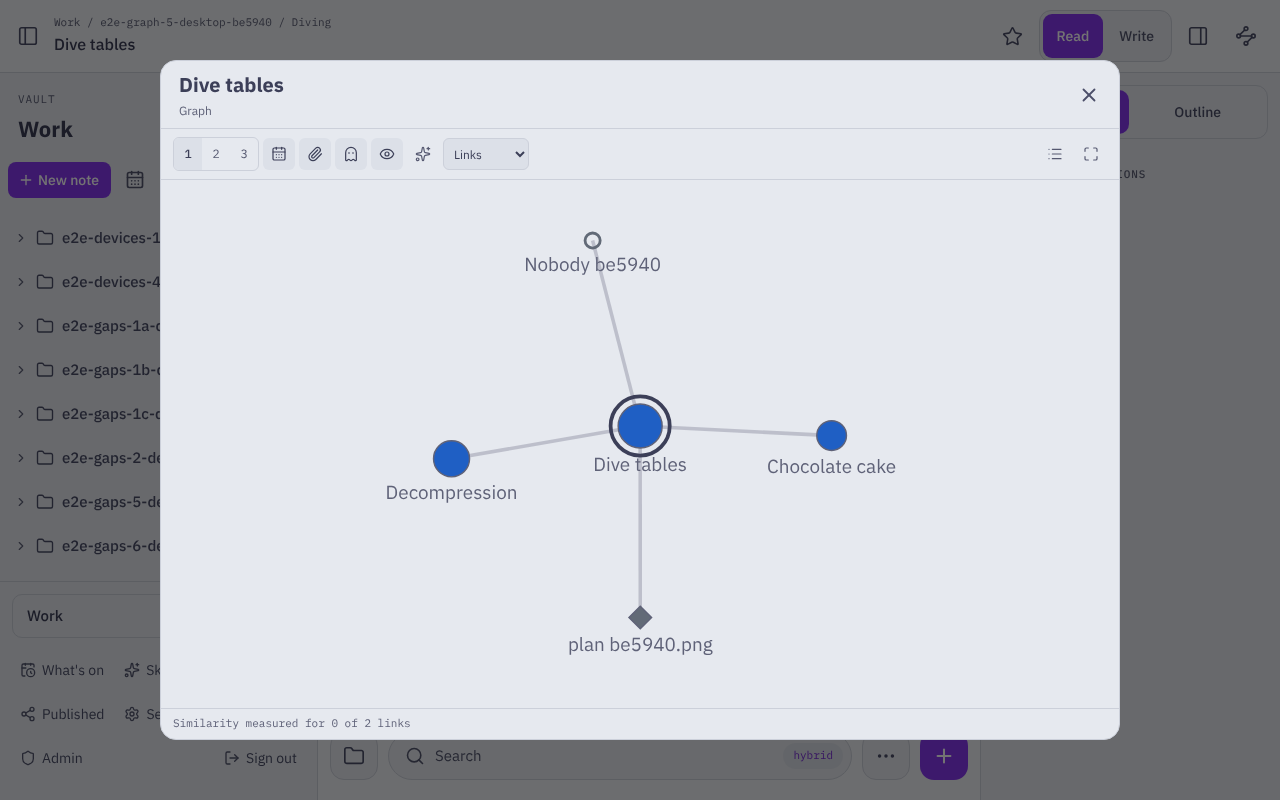 Work / e2e-graph-5-desktop-be5940 / Diving
Dive tables
Read
Write
VAULT
Work
New note
Outline
e2e-devices-1
e2e-devices-4
e2e-gaps-1a-
e2e-gaps-1b-
e2e-gaps-1c-
e2e-gaps-2-de
e2e-gaps-5-de
e2e-gaps-6-de
Work
What's on
Sk
Published
Se
Admin
Sign out
Dive tables
Graph
1 2 3
Links
Nobody be5940
Dive tables
Chocolate cake
Decompression
plan be5940.png
Similarity measured for 0 of 2 links
Search
hybrid